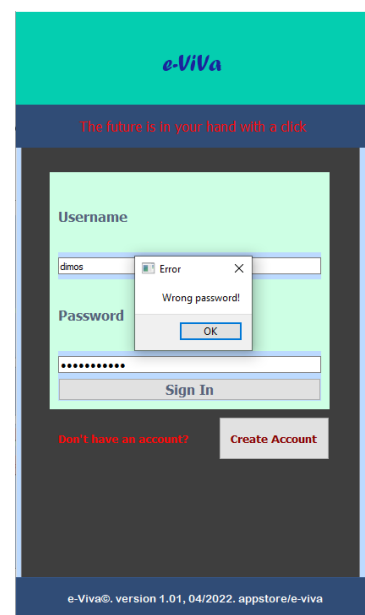 e-ViVa
The future is in your hand with a click
Username
dimos
Error
Wrong password!
OK
Password
•••••••••••
Sign In
Don't have an account?
Create Account
e-Viva©. version 1.01, 04/2022. appstore/e-viva